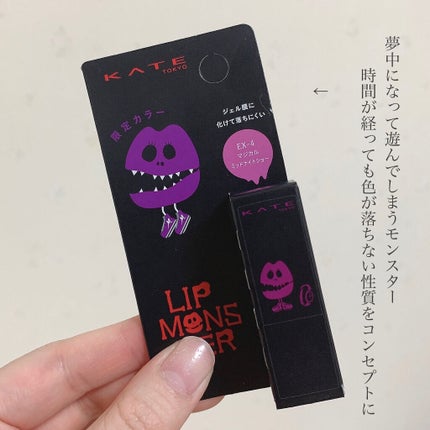 KATE
TOKYO
限定カラー
ジェル膜に
化けて落ちにくい
EX-4
マジカル
ミッドナイトショー
LIP
MONS
TER
KATE
TOKYO
夢中になって遊んでしまうモンスター
時間が経っても色が落ちない性質をコンセプトに
←